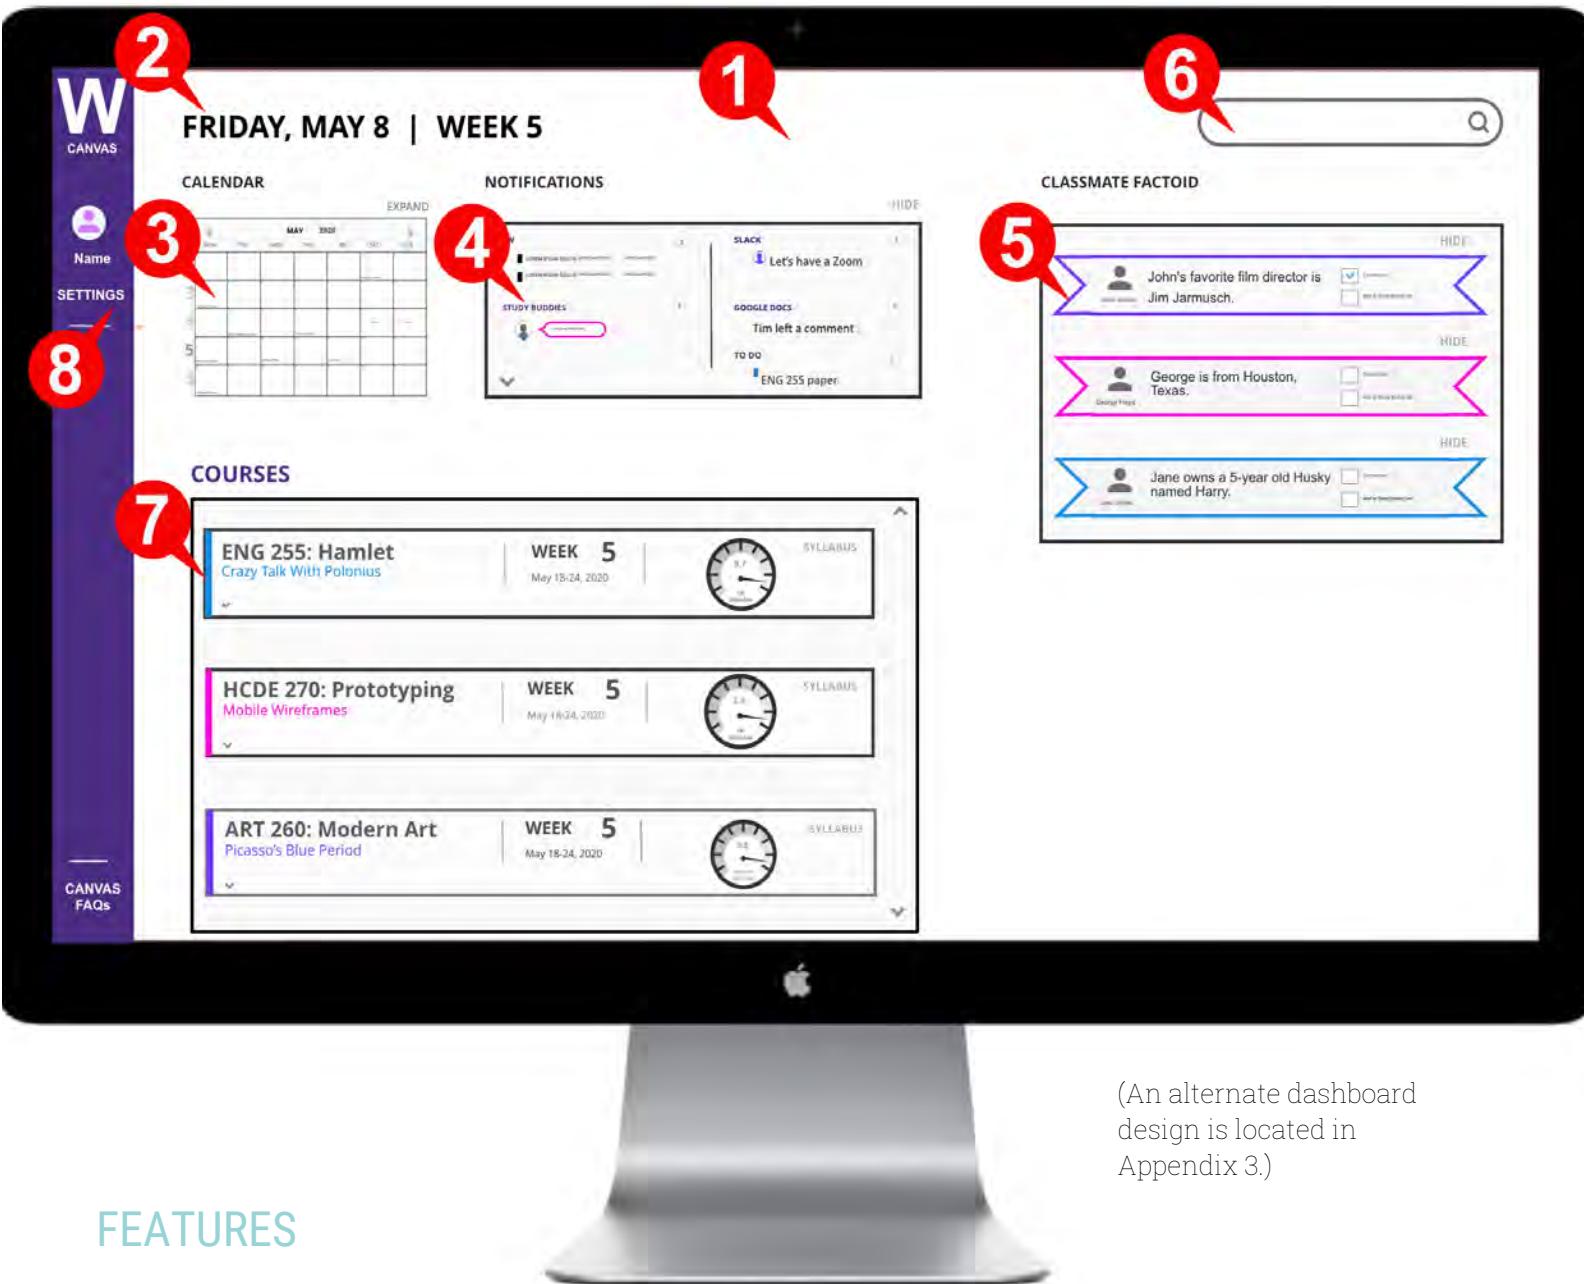 2
1
6
W
CANVAS
FRIDAY, MAY 8 | WEEK 5
Name
SETTINGS
8
CALENDAR
EXPAND
3
MAY 2020
5
NOTIFICATIONS
HIDE
4
STUDY BUDDIES
SLACK
Let's have a Zoom
GOOGLE DOCS
Tim left a comment
TO DO
ENG 255 paper
CLASSMATE FACTOID
5
HIDE
John's favorite film director is
Jim Jarmusch.
HIDE
George is from Houston,
Texas.
HIDE
Jane owns a 5-year old Husky
named Harry.
COURSES
7
ENG 255: Hamlet
Crazy Talk With Polonius
WEEK 5
May 18-24, 2020
SYLLABUS
HCDE 270: Prototyping
Mobile Wireframes
WEEK 5
May 18-24, 2020
SYLLABUS
ART 260: Modern Art
Picasso's Blue Period
WEEK 5
May 18-24, 2020
SYLLABUS
CANVAS
FAQs
(An alternate dashboard
design is located in
Appendix 3.)
FEATURES